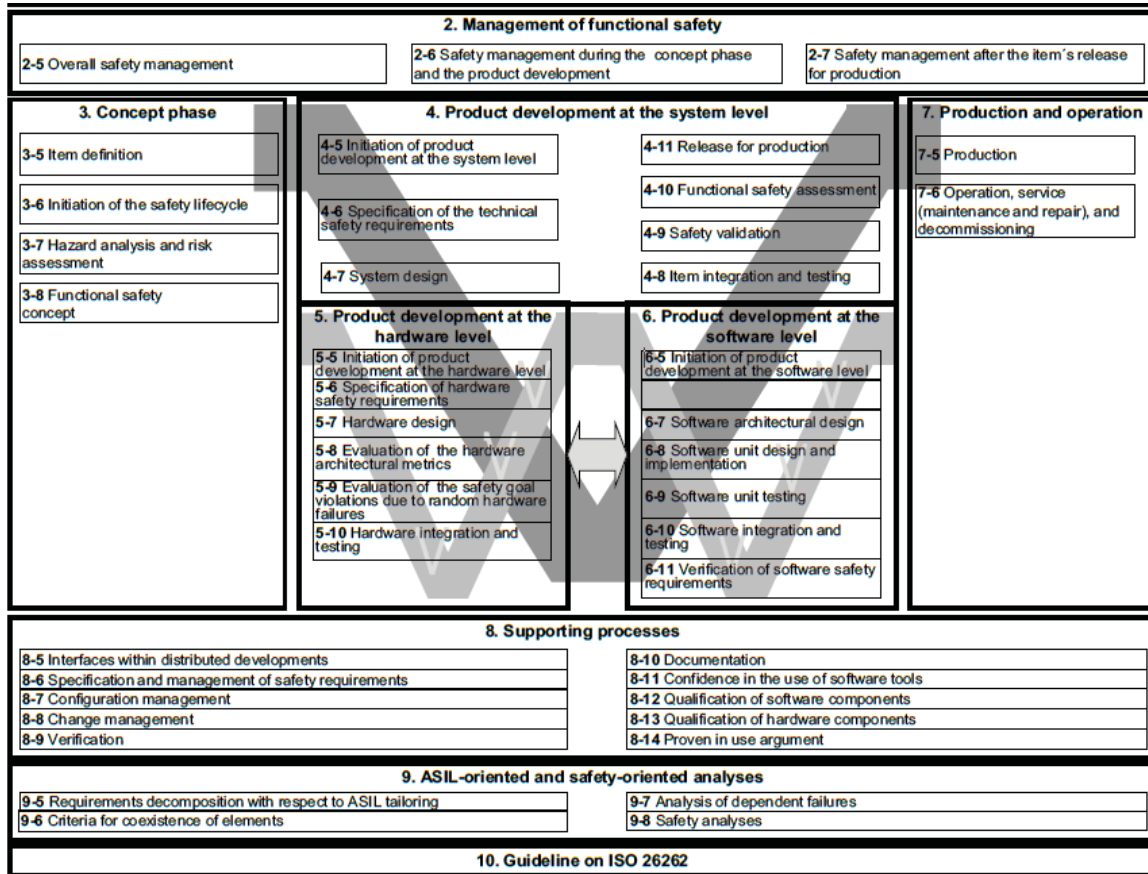 2. Management of functional safety
2-5 Overall safety management
2-6 Safety management during the concept phase
and the product development
2-7 Safety management after the item´s release
for production
3. Concept phase
3-5 Item definition
3-6 Initiation of the safety lifecycle
3-7 Hazard analysis and risk
assessment
3-8 Functional safety
concept
4. Product development at the system level
4-5 Initiation of product
development at the system level
4-6 Specification of the technical
safety requirements
4-7 System design
4-11 Release for production
4-10 Functional safety assessment
4-9 Safety validation
4-8 Item integration and testing
7. Production and operation
7-5 Production
7-6 Operation, service
(maintenance and repair), and
decommissioning
5. Product development at the
hardware level
5-5 Initiation of product
development at the hardware level
5-6 Specification of hardware
safety requirements
5-7 Hardware design
5-8 Evaluation of the hardware
architectural metrics
5-9 Evaluation of the safety goal
violations due to random hardware
failures
5-10 Hardware integration and
testing
6. Product development at the
software level
6-5 Initiation of product
development at the software level
6-7 Software architectural design
6-8 Software unit design and
implementation
6-9 Software unit testing
6-10 Software integration and
testing
6-11 Verification of software safety
requirements
8. Supporting processes
8-5 Interfaces within distributed developments
8-6 Specification and management of safety requirements
8-7 Configuration management
8-8 Change management
8-9 Verification
8-10 Documentation
8-11 Confidence in the use of software tools
8-12 Qualification of software components
8-13 Qualification of hardware components
8-14 Proven in use argument
9. ASIL-oriented and safety-oriented analyses
9-5 Requirements decomposition with respect to ASIL tailoring
9-6 Criteria for coexistence of elements
9-7 Analysis of dependent failures
9-8 Safety analyses
10. Guideline on ISO 26262